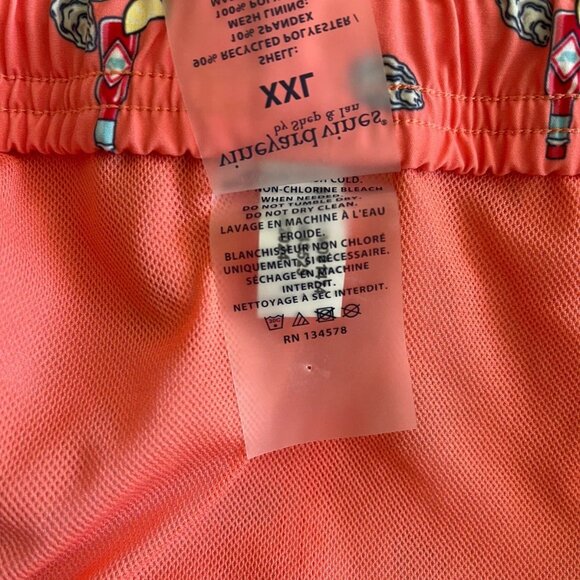 vineyard vines®
by Shep & Ian
XXL
SHELL:
90% RECYCLED POLYESTER /
10% SPANDEX
MESH LINING:
COLD.
NON-CHLORINE BLEACH
WHEN NEEDED.
DO NOT TUMBLE DRY.
DO NOT DRY CLEAN.
LAVAGE EN MACHINE À L'EAU
FROIDE.
BLANCHISSEUR NON CHLORÉ
UNIQUEMENT, SI NÉCESSAIRE.
SÉCHAGE EN MACHINE
INTERDIT.
NETTOYAGE À SEC INTERDIT.
RN 134578